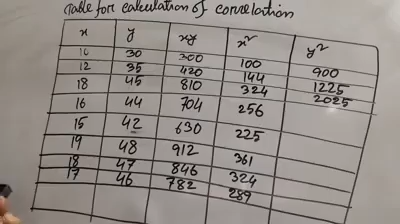 Table for calculation of correlation
x y xy x² y²
10 30 300 100 900
12 35 420 144 1225
18 45 810 324 2025
16 44 704 256
15 42 630 225
19 48 912 361
18 47 846 324
17 46 782 289